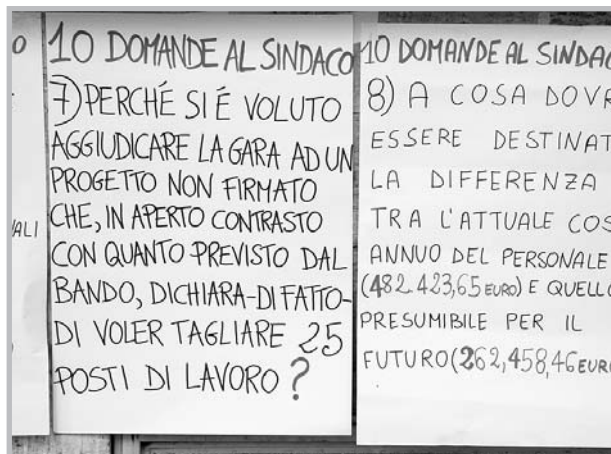 10 DOMANDE AL SINDACO
7) PERCHÉ SI É VOLUTO
AGGIUDICARE LA GARA AD UN
PROGETTO NON FIRMATO
CHE, IN APERTO CONTRASTO
CON QUANTO PREVISTO DAL
BANDO, DICHIARA-DI FATTO-
DI VOLER TAGLIARE 25
POSTI DI LAVORO?
10 DOMANDE AL SINDAC
8) A COSA DOVR
ESSERE DESTINAT
LA DIFFERENZA
TRA L'ATTUALE COS
ANNUO DEL PERSONALE
(482.423,65 EURO) E QUELLO
PRESUMIBILE PER IL
FUTURO (262,458,46 EURO